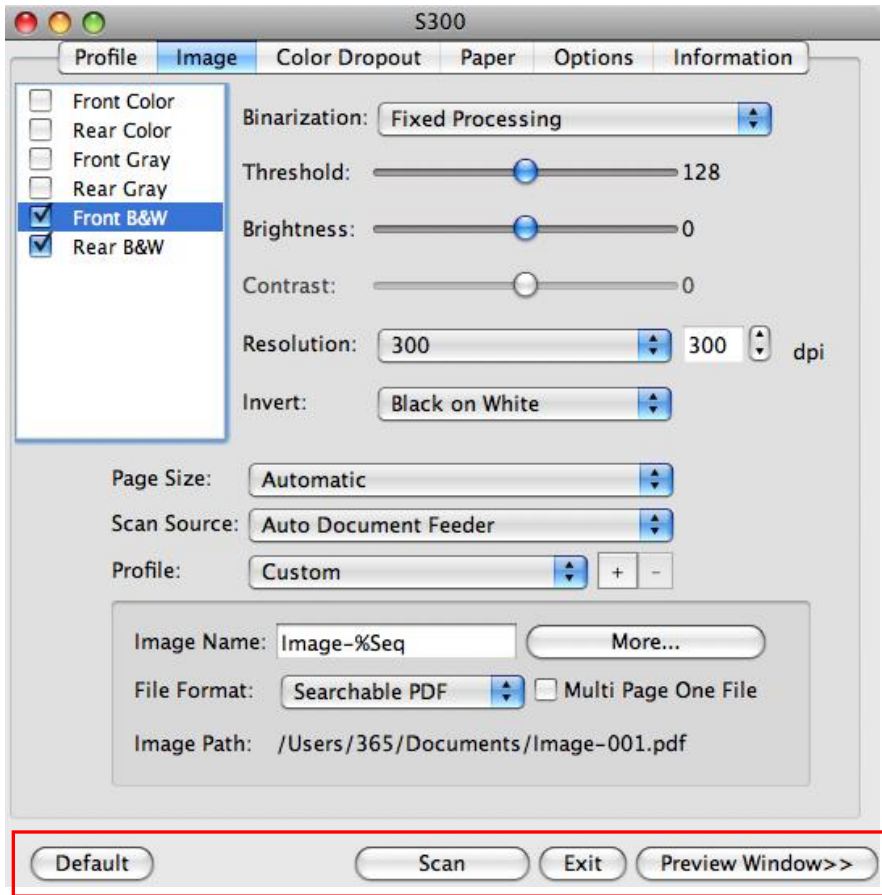 S300
Profile Image Color Dropout Paper Options Information
Front Color
Rear Color
Front Gray
Rear Gray
Front B&W
Rear B&W
Binarization: Fixed Processing
Threshold: 128
Brightness: 0
Contrast: 0
Resolution: 300 300 dpi
Invert: Black on White
Page Size: Automatic
Scan Source: Auto Document Feeder
Profile: Custom + -
Image Name: Image-%Seq More...
File Format: Searchable PDF Multi Page One File
Image Path: /Users/365/Documents/Image-001.pdf
Default Scan Exit Preview Window>>